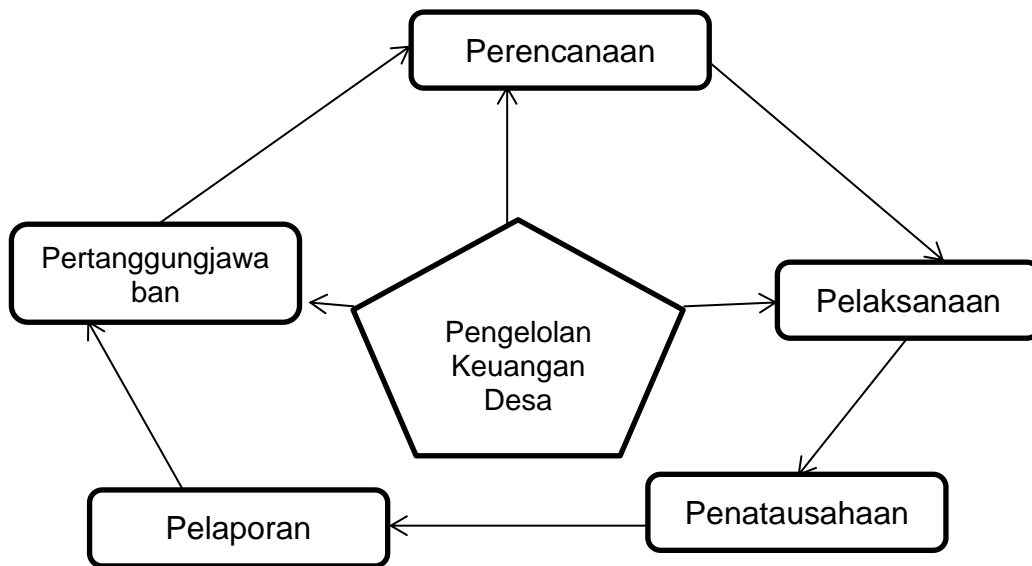 Perencanaan
Pertanggungjawa
ban
Pelaksanaan
Pengelolan
Keuangan
Desa
Pelaporan
Penatausahaan